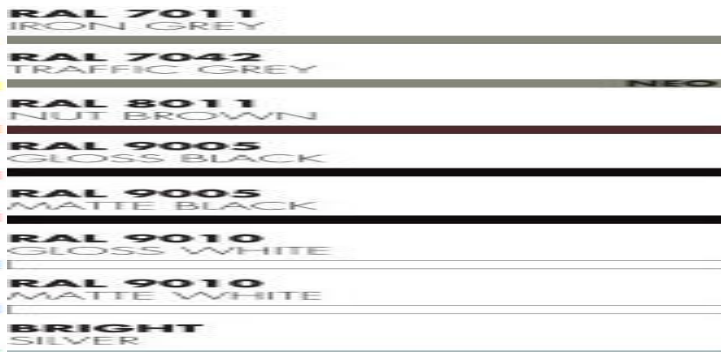 RAL 7011
IRON GREY
RAL 7042
TRAFFIC GREY
NEO
RAL 8011
NUT BROWN
RAL 9005
GLOSS BLACK
RAL 9005
MATTE BLACK
RAL 9010
GLOSS WHITE
RAL 9010
MATTE WHITE
BRIGHT
SILVER